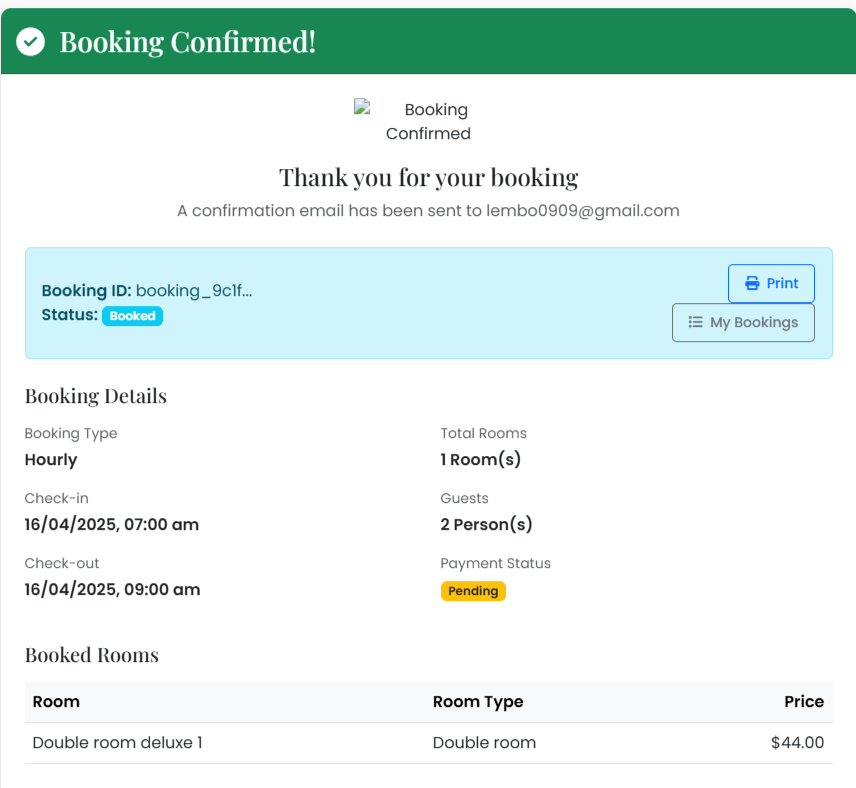 Booking Confirmed!
Booking
Confirmed
Thank you for your booking
A confirmation email has been sent to lembo0909@gmail.com
Booking ID: booking_9c1f...
Status: Booked
Print
My Bookings
Booking Details
Booking Type
Hourly
Total Rooms
1 Room(s)
Check-in
16/04/2025, 07:00 am
Guests
2 Person(s)
Check-out
16/04/2025, 09:00 am
Payment Status
Pending
Booked Rooms
Room Room Type Price
Double room deluxe 1 Double room $44.00